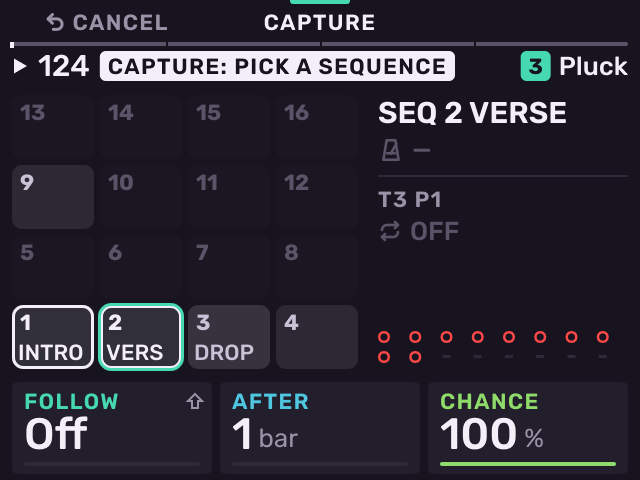 CANCEL CAPTURE
124 CAPTURE: PICK A SEQUENCE 3 Pluck
13 14 15 16
SEQ 2 VERSE
–
9 10 11 12
T3 P1
OFF
5 6 7 8
1 2 3 4
INTRO VERS DROP
FOLLOW AFTER CHANCE
Off 1 bar 100 %